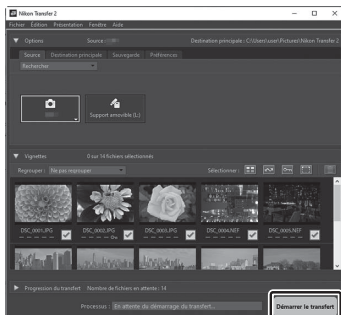 Nikon Transfer 2
Fichier Édition Présentation Fenêtre Aide
Options Source : Destination principale : C:\Users\user\Pictures\Nikon Transfer 2
Source Destination principale Sauvegarde Préférences
Rechercher
Support amovible (L:)
Vignettes 0 sur 14 fichiers sélectionnés
Regrouper : Ne pas regrouper Sélectionner :
DSC_0001.JPG DSC_0002.JPG DSC_0003.JPG DSC_0004.NEF DSC_0005.NEF
Progression du transfert Nombre de fichiers en attente : 14
Processus : En attente du démarrage du transfert... Démarrer le transfert